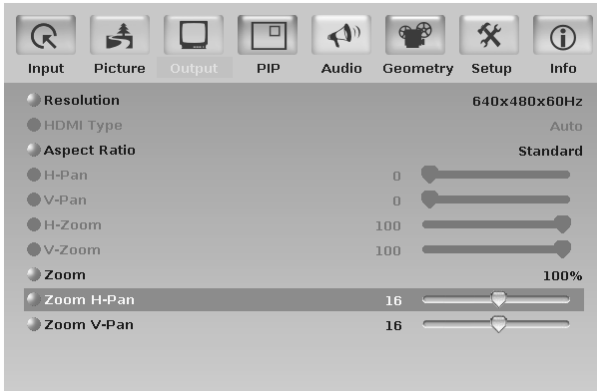 Input Picture Output PIP Audio Geometry Setup Info
Resolution 640x480x60Hz
HDMI Type Auto
Aspect Ratio Standard
H-Pan 0
V-Pan 0
H-Zoom 100
V-Zoom 100
Zoom 100%
Zoom H-Pan 16
Zoom V-Pan 16